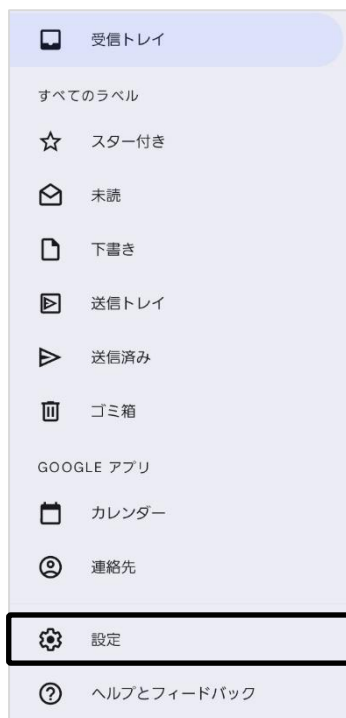 受信トレイ
すべてのラベル
スター付き
未読
下書き
送信トレイ
送信済み
ゴミ箱
GOOGLE アプリ
カレンダー
連絡先
設定
ヘルプとフィードバック